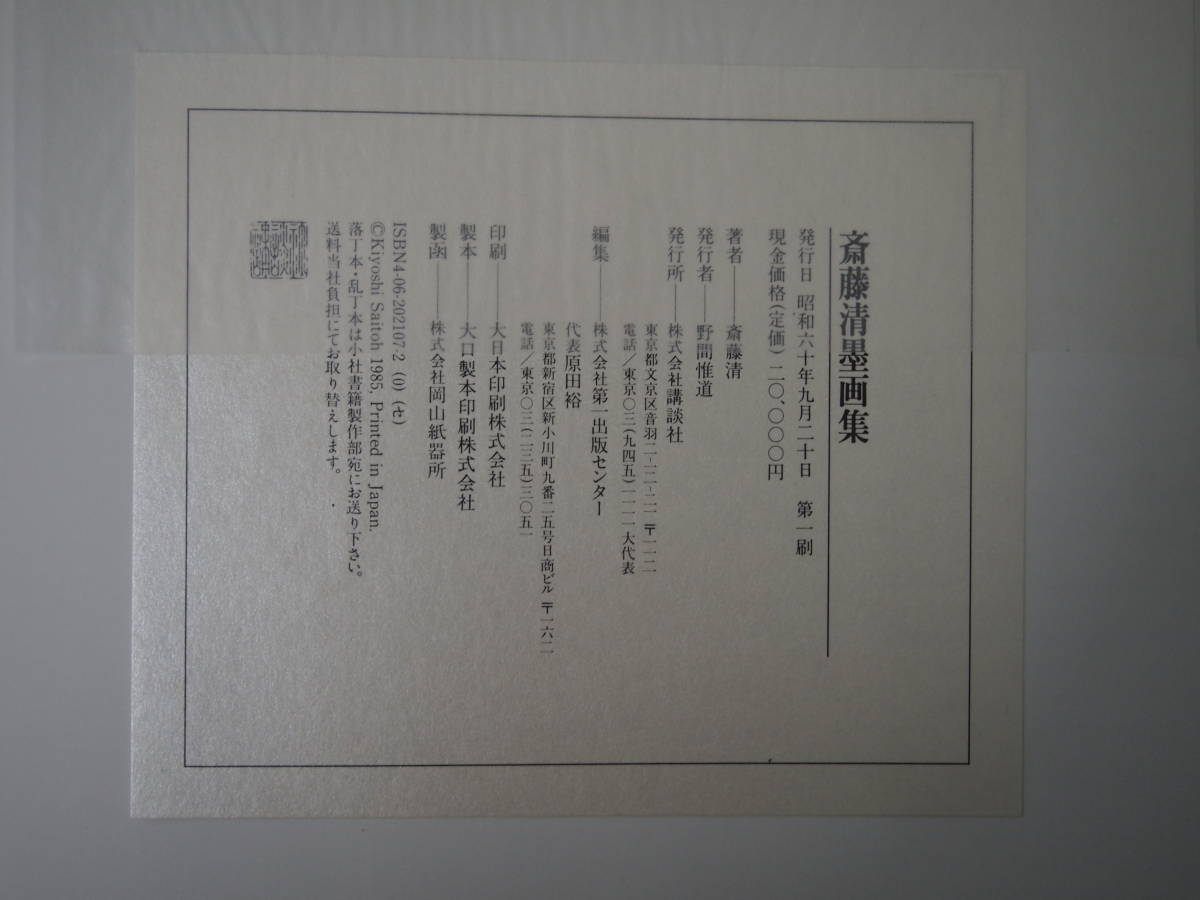 斎藤清墨画集
発行日　昭和六十年九月二十日　第一刷
現金価格(定価)二〇、〇〇〇円
著者――斎藤清
発行者――野間惟道
発行所――株式会社講談社
東京都文京区音羽二-一二-二一 〒一一二
電話／東京〇三(九四五)一一一一大代表
編集――株式会社第一出版センター
代表原田裕
東京都新宿区新小川町九番二五号日商ビル 〒一六二
電話／東京〇三(二三五)三〇五一
印刷――大日本印刷株式会社
製本――大口製本印刷株式会社
製函――株式会社岡山紙器所
ISBN4-06-202107-2 (0) (七)
©Kiyoshi Saitoh 1985, Printed in Japan.
落丁本・乱丁本は小社書籍製作部宛にお送り下さい。
送料当社負担にてお取り替えします。